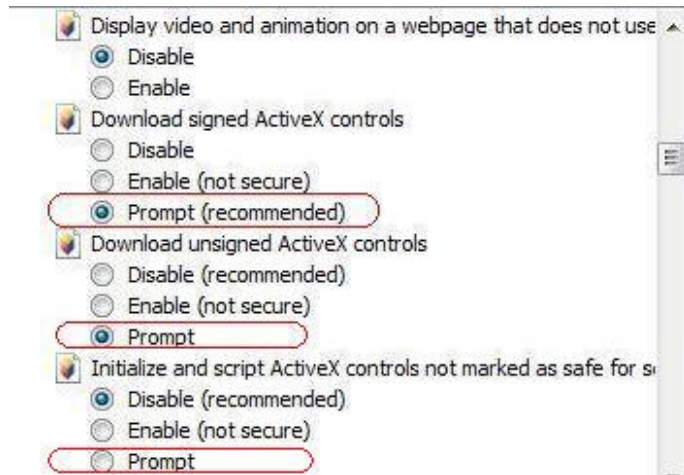 Display video and animation on a webpage that does not use
Disable
Enable
Download signed ActiveX controls
Disable
Enable (not secure)
Prompt (recommended)
Download unsigned ActiveX controls
Disable (recommended)
Enable (not secure)
Prompt
Initialize and script ActiveX controls not marked as safe for
Disable (recommended)
Enable (not secure)
Prompt